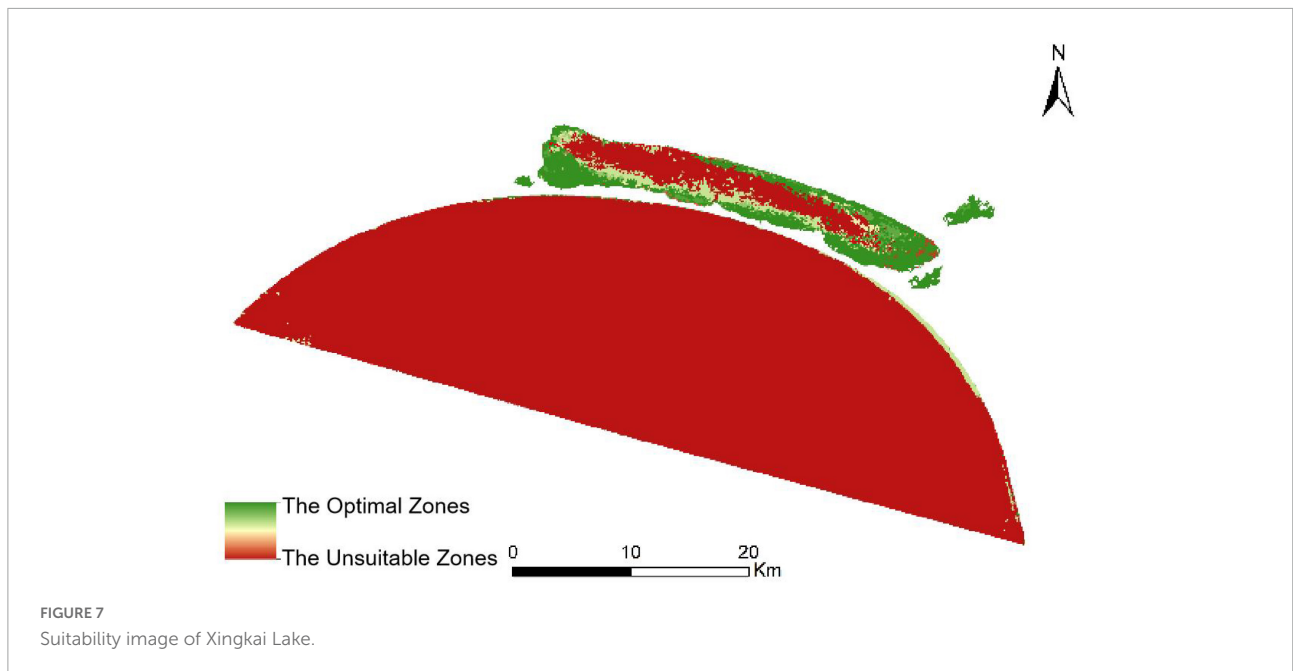 N
The Optimal Zones
The Unsuitable Zones
0 10 20
Km
FIGURE 7
Suitability image of Xingkai Lake.